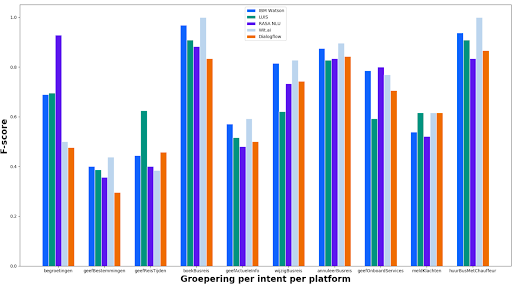 IBM Watson
LUIS
RASA NLU
Wit.ai
Dialogflow
F-score
1.0
0.8
0.6
0.4
0.2
0.0
begroetingen geefBestemmingen geefReisTijden boekBusreis geefActueleInfo wijzigBusreis annuleerBusreis geefOnboardServices meldKlachten huurBusMetChauffeur
Groepering per intent per platform